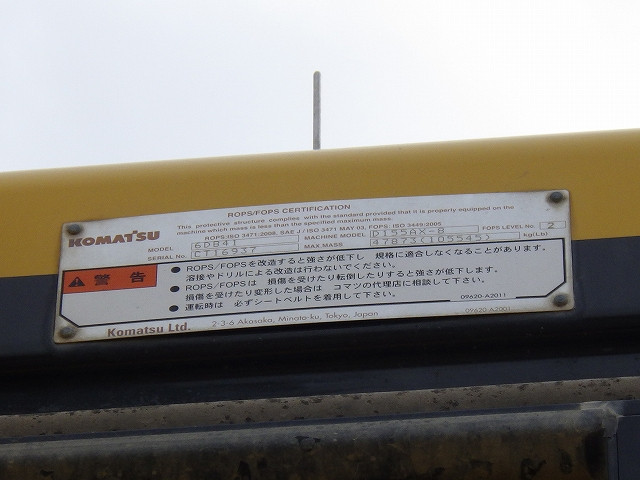 ROPS/FOPS CERTIFICATION
This protective structure complies with the standard provided that it is properly equipped on the
machine which mass is less than the specified maximum mass.
KOMATSU
ROPS:ISO 3471-2008, SAE J / ISO 3471 MAY 03, FOPS: ISO 3449-2005
MODEL 6D841 MACHINE MODEL D155AX-8 FOPS LEVEL No. 2
SERIAL No. CT16937 MAX MASS 47873(105545) kg(Lb)
警告
● ROPS/FOPSを改造すると強さが低下し 規格に適合しなくなることがあります。
溶接やドリルによる改造は行わないでください。
● ROPS/FOPSは 損傷を受けたり転倒したりすると強さが低下します。
損傷を受けたり変形した場合は コマツの代理店に相談して下さい。
● 運転時は 必ずシートベルトを着用して下さい。
09620-A2011
Komatsu Ltd. 2-3-6 Akasaka, Minato-ku, Tokyo, Japan
09620-A2001